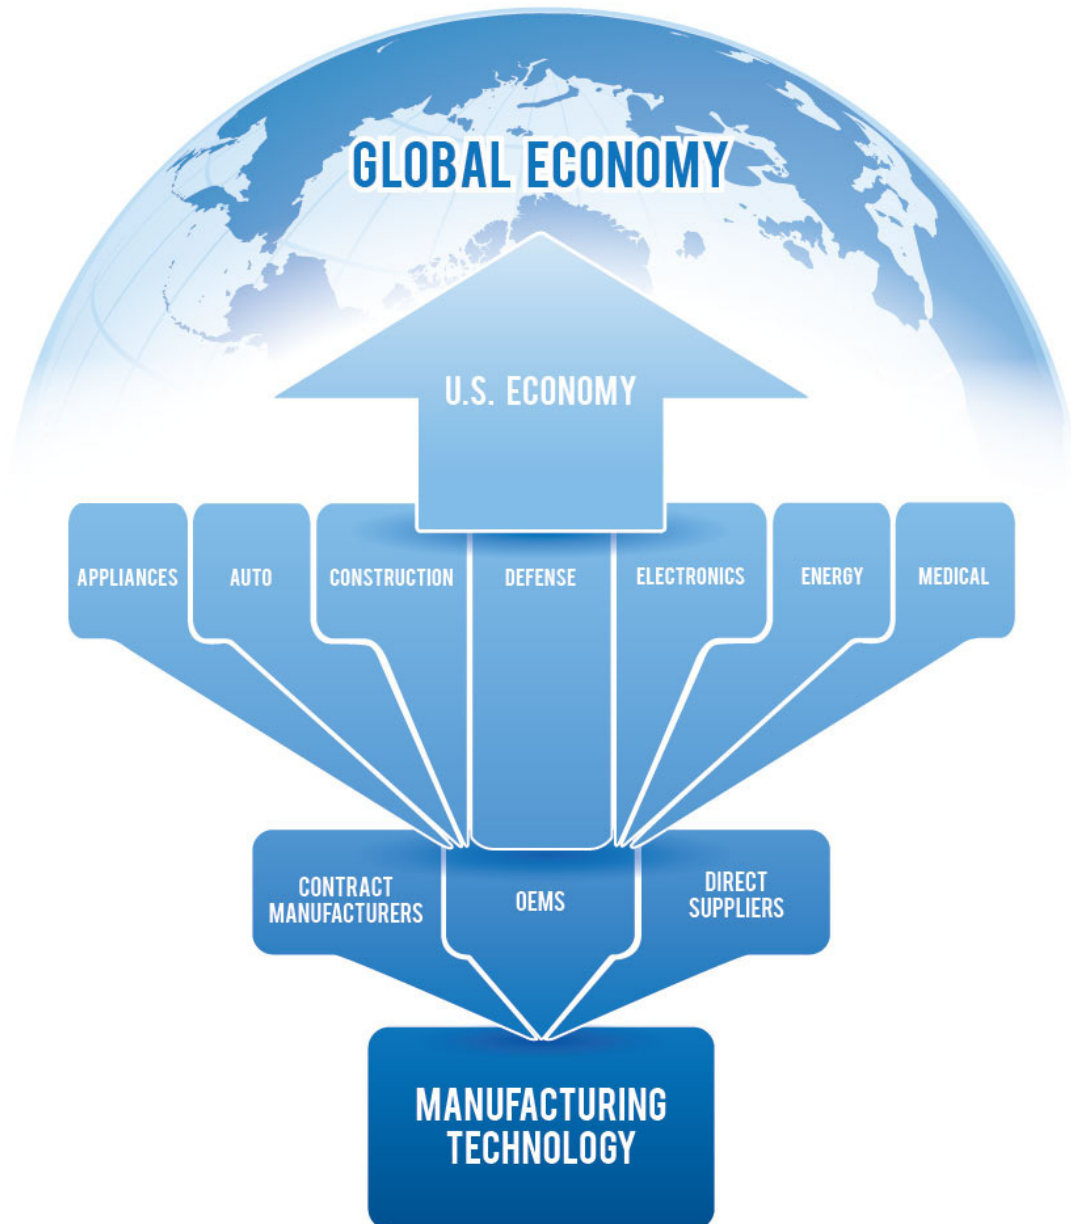 GLOBAL ECONOMY
U.S. ECONOMY
APPLIANCES
AUTO
CONSTRUCTION
DEFENSE
ELECTRONICS
ENERGY
MEDICAL
CONTRACT
MANUFACTURERS
OEMS
DIRECT
SUPPLIERS
MANUFACTURING
TECHNOLOGY